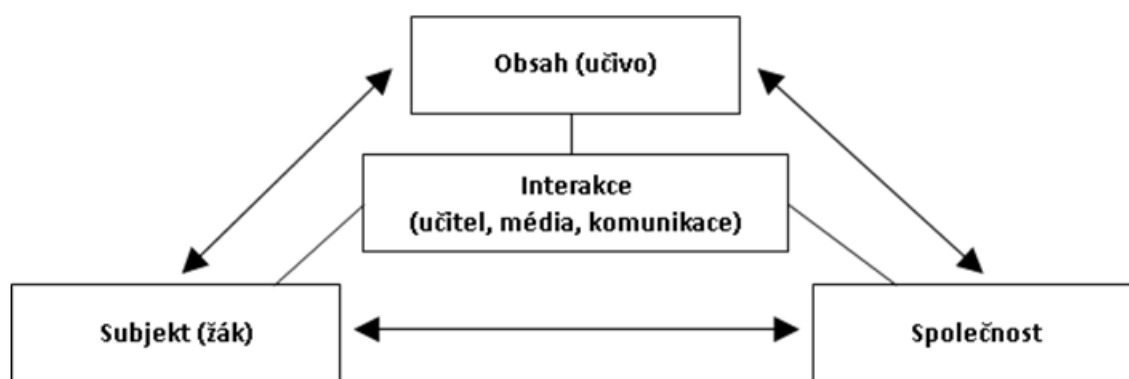 Obsah (učivo)
Interakce
(učitel, média, komunikace)
Subjekt (žák)
Společnost